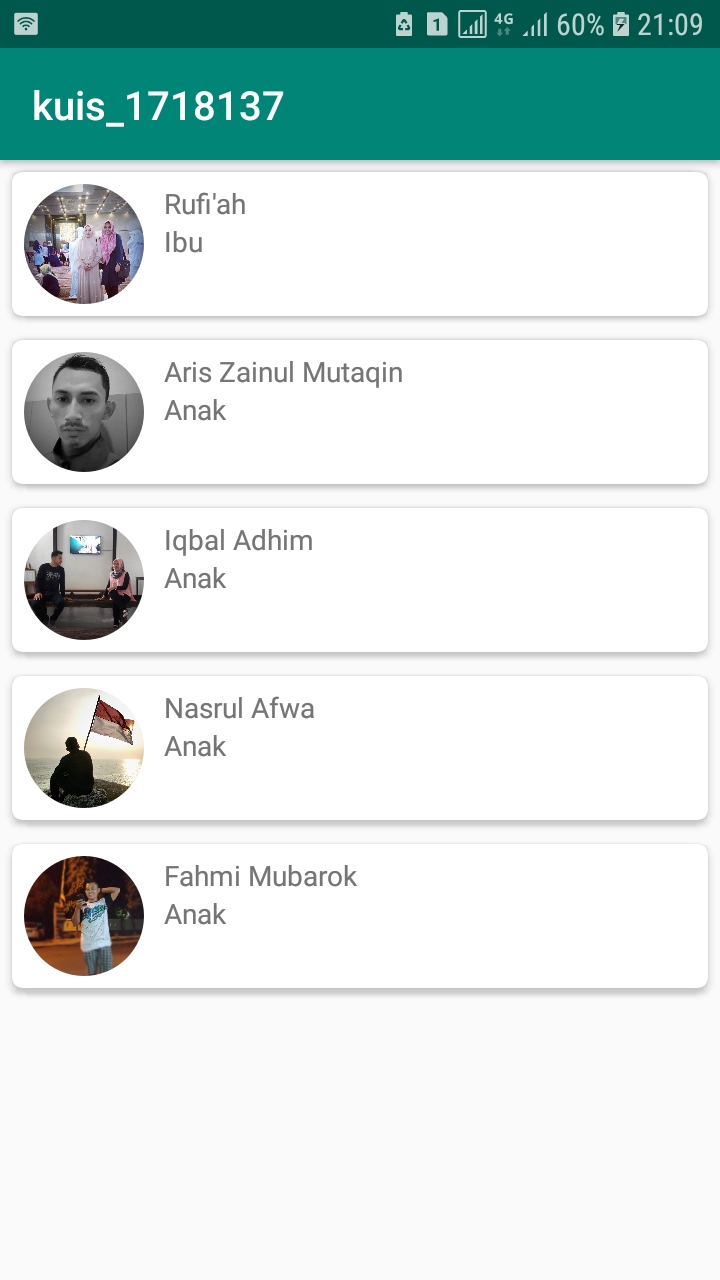 4G 60% 21:09
kuis_1718137
Rufi'ah
Ibu
Aris Zainul Mutaqin
Anak
Iqbal Adhim
Anak
Nasrul Afwa
Anak
Fahmi Mubarok
Anak